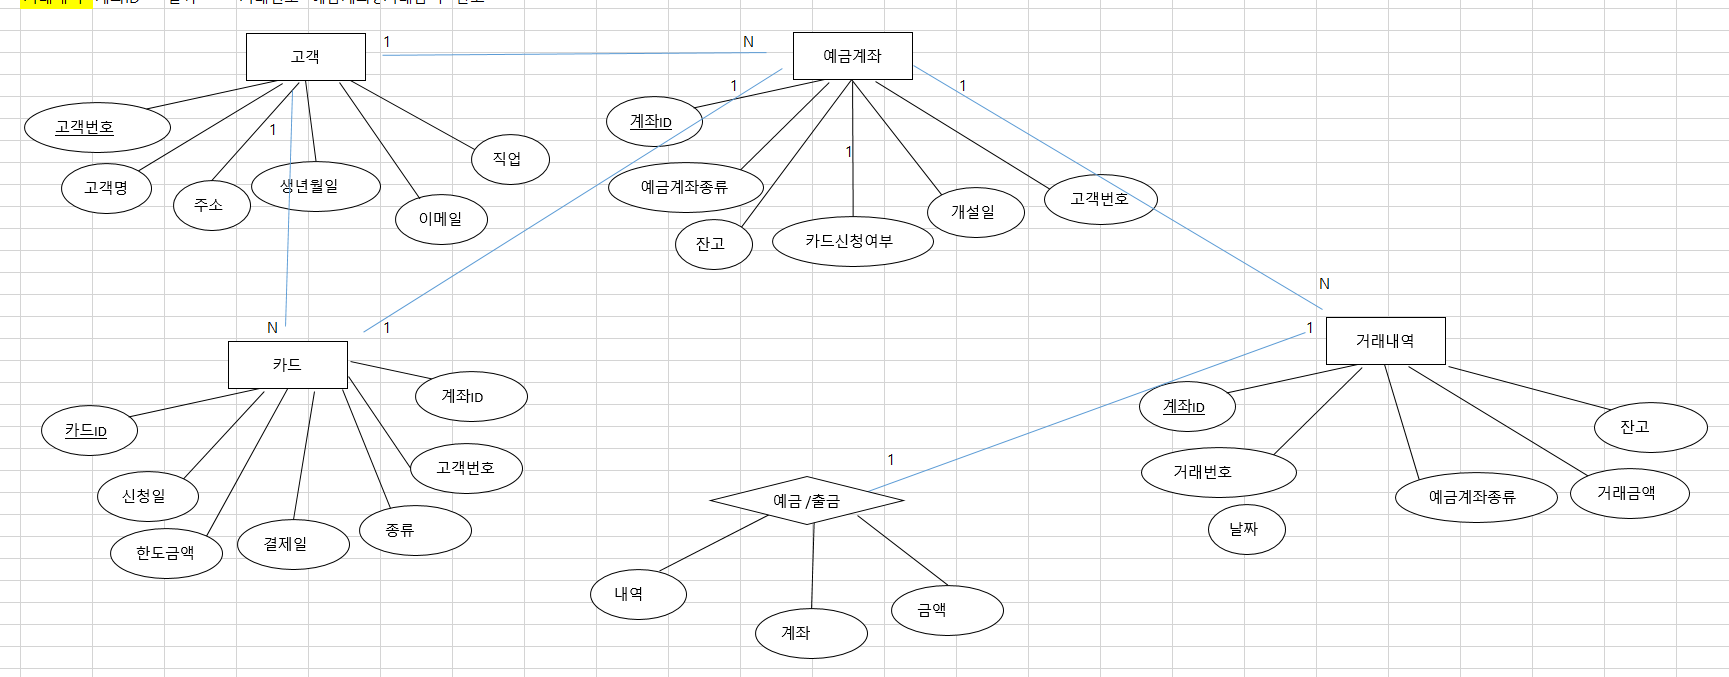 고객
1
N
예금계좌
1
1
고객번호
고객명
1
주소
생년월일
이메일
직업
계좌ID
예금계좌종류
잔고
1
카드신청여부
개설일
고객번호
N
1
N
1
카드
거래내역
카드ID
신청일
한도금액
결제일
종류
고객번호
계좌ID
1
예금 /출금
내역
계좌
금액
계좌ID
거래번호
날짜
예금계좌종류
거래금액
잔고